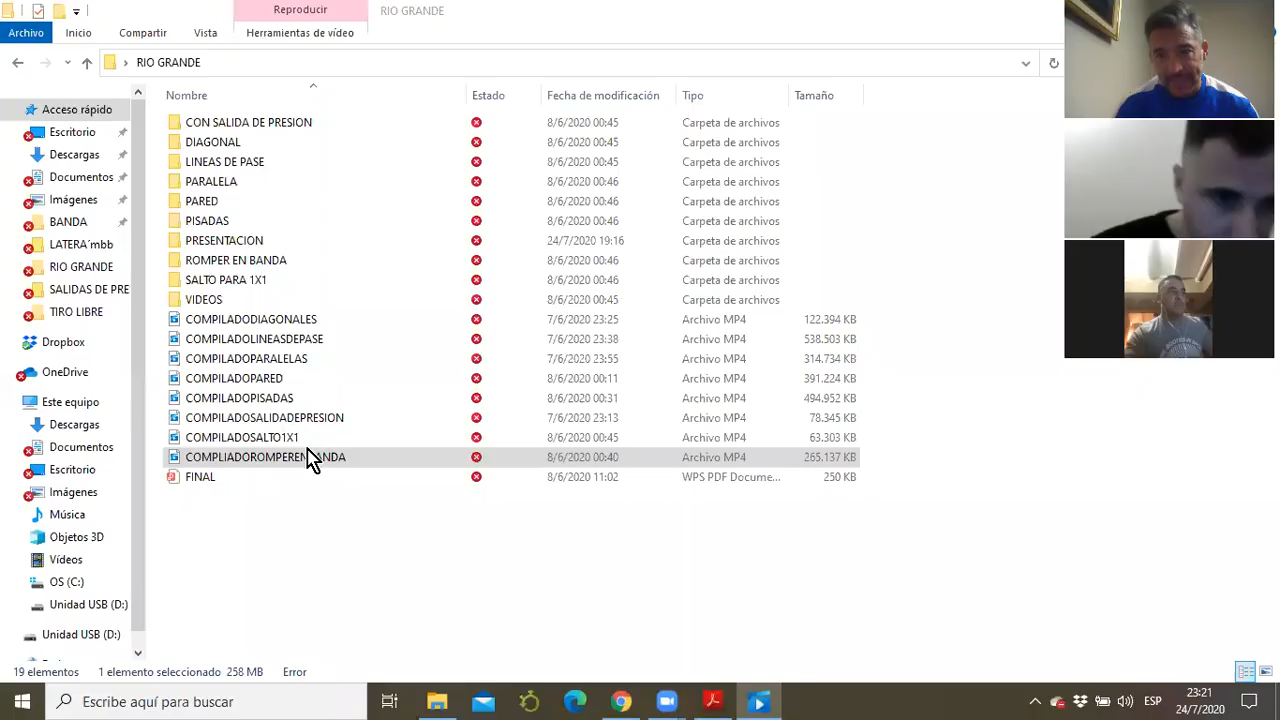 Reproducir RIO GRANDE
Archivo Inicio Compartir Vista Herramientas de vídeo
RIO GRANDE
Nombre Estado Fecha de modificación Tipo Tamaño
Acceso rápido
Escritorio
Descargas
Documentos
Imágenes
BANDA
LATERA´mbb
RIO GRANDE
SALIDAS DE PRE
TIRO LIBRE
Dropbox
OneDrive
Este equipo
Descargas
Documentos
Escritorio
Imágenes
Música
Objetos 3D
Vídeos
OS (C:)
Unidad USB (D:)
Unidad USB (D:)
CON SALIDA DE PRESION 8/6/2020 00:45 Carpeta de archivos
DIAGONAL 8/6/2020 00:45 Carpeta de archivos
LINEAS DE PASE 8/6/2020 00:45 Carpeta de archivos
PARALELA 8/6/2020 00:46 Carpeta de archivos
PARED 8/6/2020 00:46 Carpeta de archivos
PISADAS 8/6/2020 00:46 Carpeta de archivos
PRESENTACION 24/7/2020 19:16 Carpeta de archivos
ROMPER EN BANDA 8/6/2020 00:46 Carpeta de archivos
SALTO PARA 1X1 8/6/2020 00:46 Carpeta de archivos
VIDEOS 8/6/2020 00:45 Carpeta de archivos
COMPILADODIAGONALES 7/6/2020 23:25 Archivo MP4 122.394 KB
COMPILADOLINEASDEPASE 7/6/2020 23:38 Archivo MP4 538.503 KB
COMPILADOPARALELAS 7/6/2020 23:55 Archivo MP4 314.734 KB
COMPILADOPARED 8/6/2020 00:11 Archivo MP4 391.224 KB
COMPILADOPISADAS 8/6/2020 00:31 Archivo MP4 494.952 KB
COMPILADOSALIDADEPRESION 7/6/2020 23:13 Archivo MP4 78.345 KB
COMPILADOSALTO1X1 8/6/2020 00:45 Archivo MP4 63.303 KB
8/6/2020 00:40 Archivo MP4 265.137 KB
FINAL 8/6/2020 11:02 WPS PDF Docume... 250 KB
19 elementos 1 elemento seleccionado 258 MB Error
Escribe aquí para buscar
ESP
23:21
24/7/2020